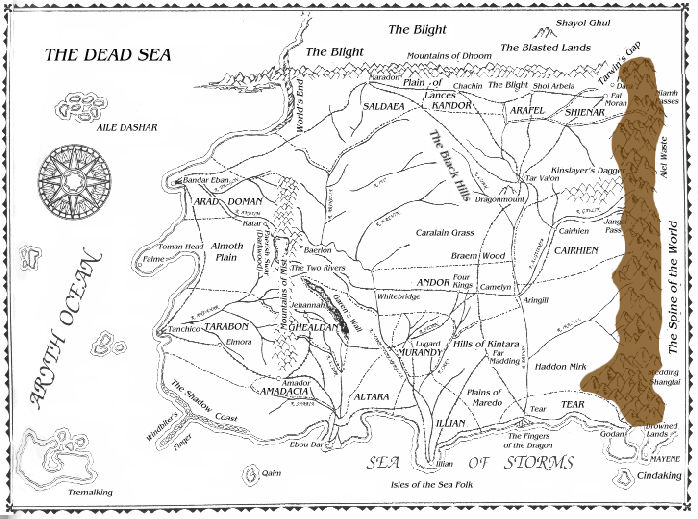 The Blight
Shayol Ghul
THE DEAD SEA
The Blight
The Blasted Lands
Mountains of Dhoom
Tarwin's Gap
Maradon
Plain of
Lances
Chachin
The Blight
Shol Arbela
World's End
SALDAEA
KANDOR
ARAFEL
SHIENAR
Fal
Moran
AILE DASHAR
The Black Hills
Kinslayer's Dagger
Aiel Waste
Bandar Eban
Tar Valon
ARAD DOMAN
Dragonmount
Katar
Caralain Grass
Cairhien
Pass
CAIRHIEN
Toman Head
Falme
Almoth
Plain
Baerlon
The Two Rivers
Mountains of Mist
Braem Wood
ANDOR
Four
Kings
Camelyn
Whitebridge
Aringill
The Spine of the World
ARYTH OCEAN
Jehannah
Garen's Wall
Tanchico
TARABON
GHEALDAN
Elmora
Lugard
MURANDY
Hills of Kintara
Far
Madding
Haddon Mirk
Shangtai
The Shadow
Coast
Amador
AMADACIA
ALTARA
Plains of
Maredo
TEAR
Tear
ILLIAN
Windbiter's
Finger
Ebou Dar
The Fingers
of the Dragon
Godan
Drowned
Lands
MAYENE
Illian
SEA OF STORMS
Qaim
Cindaking
Tremalking
Isles of the Sea Folk